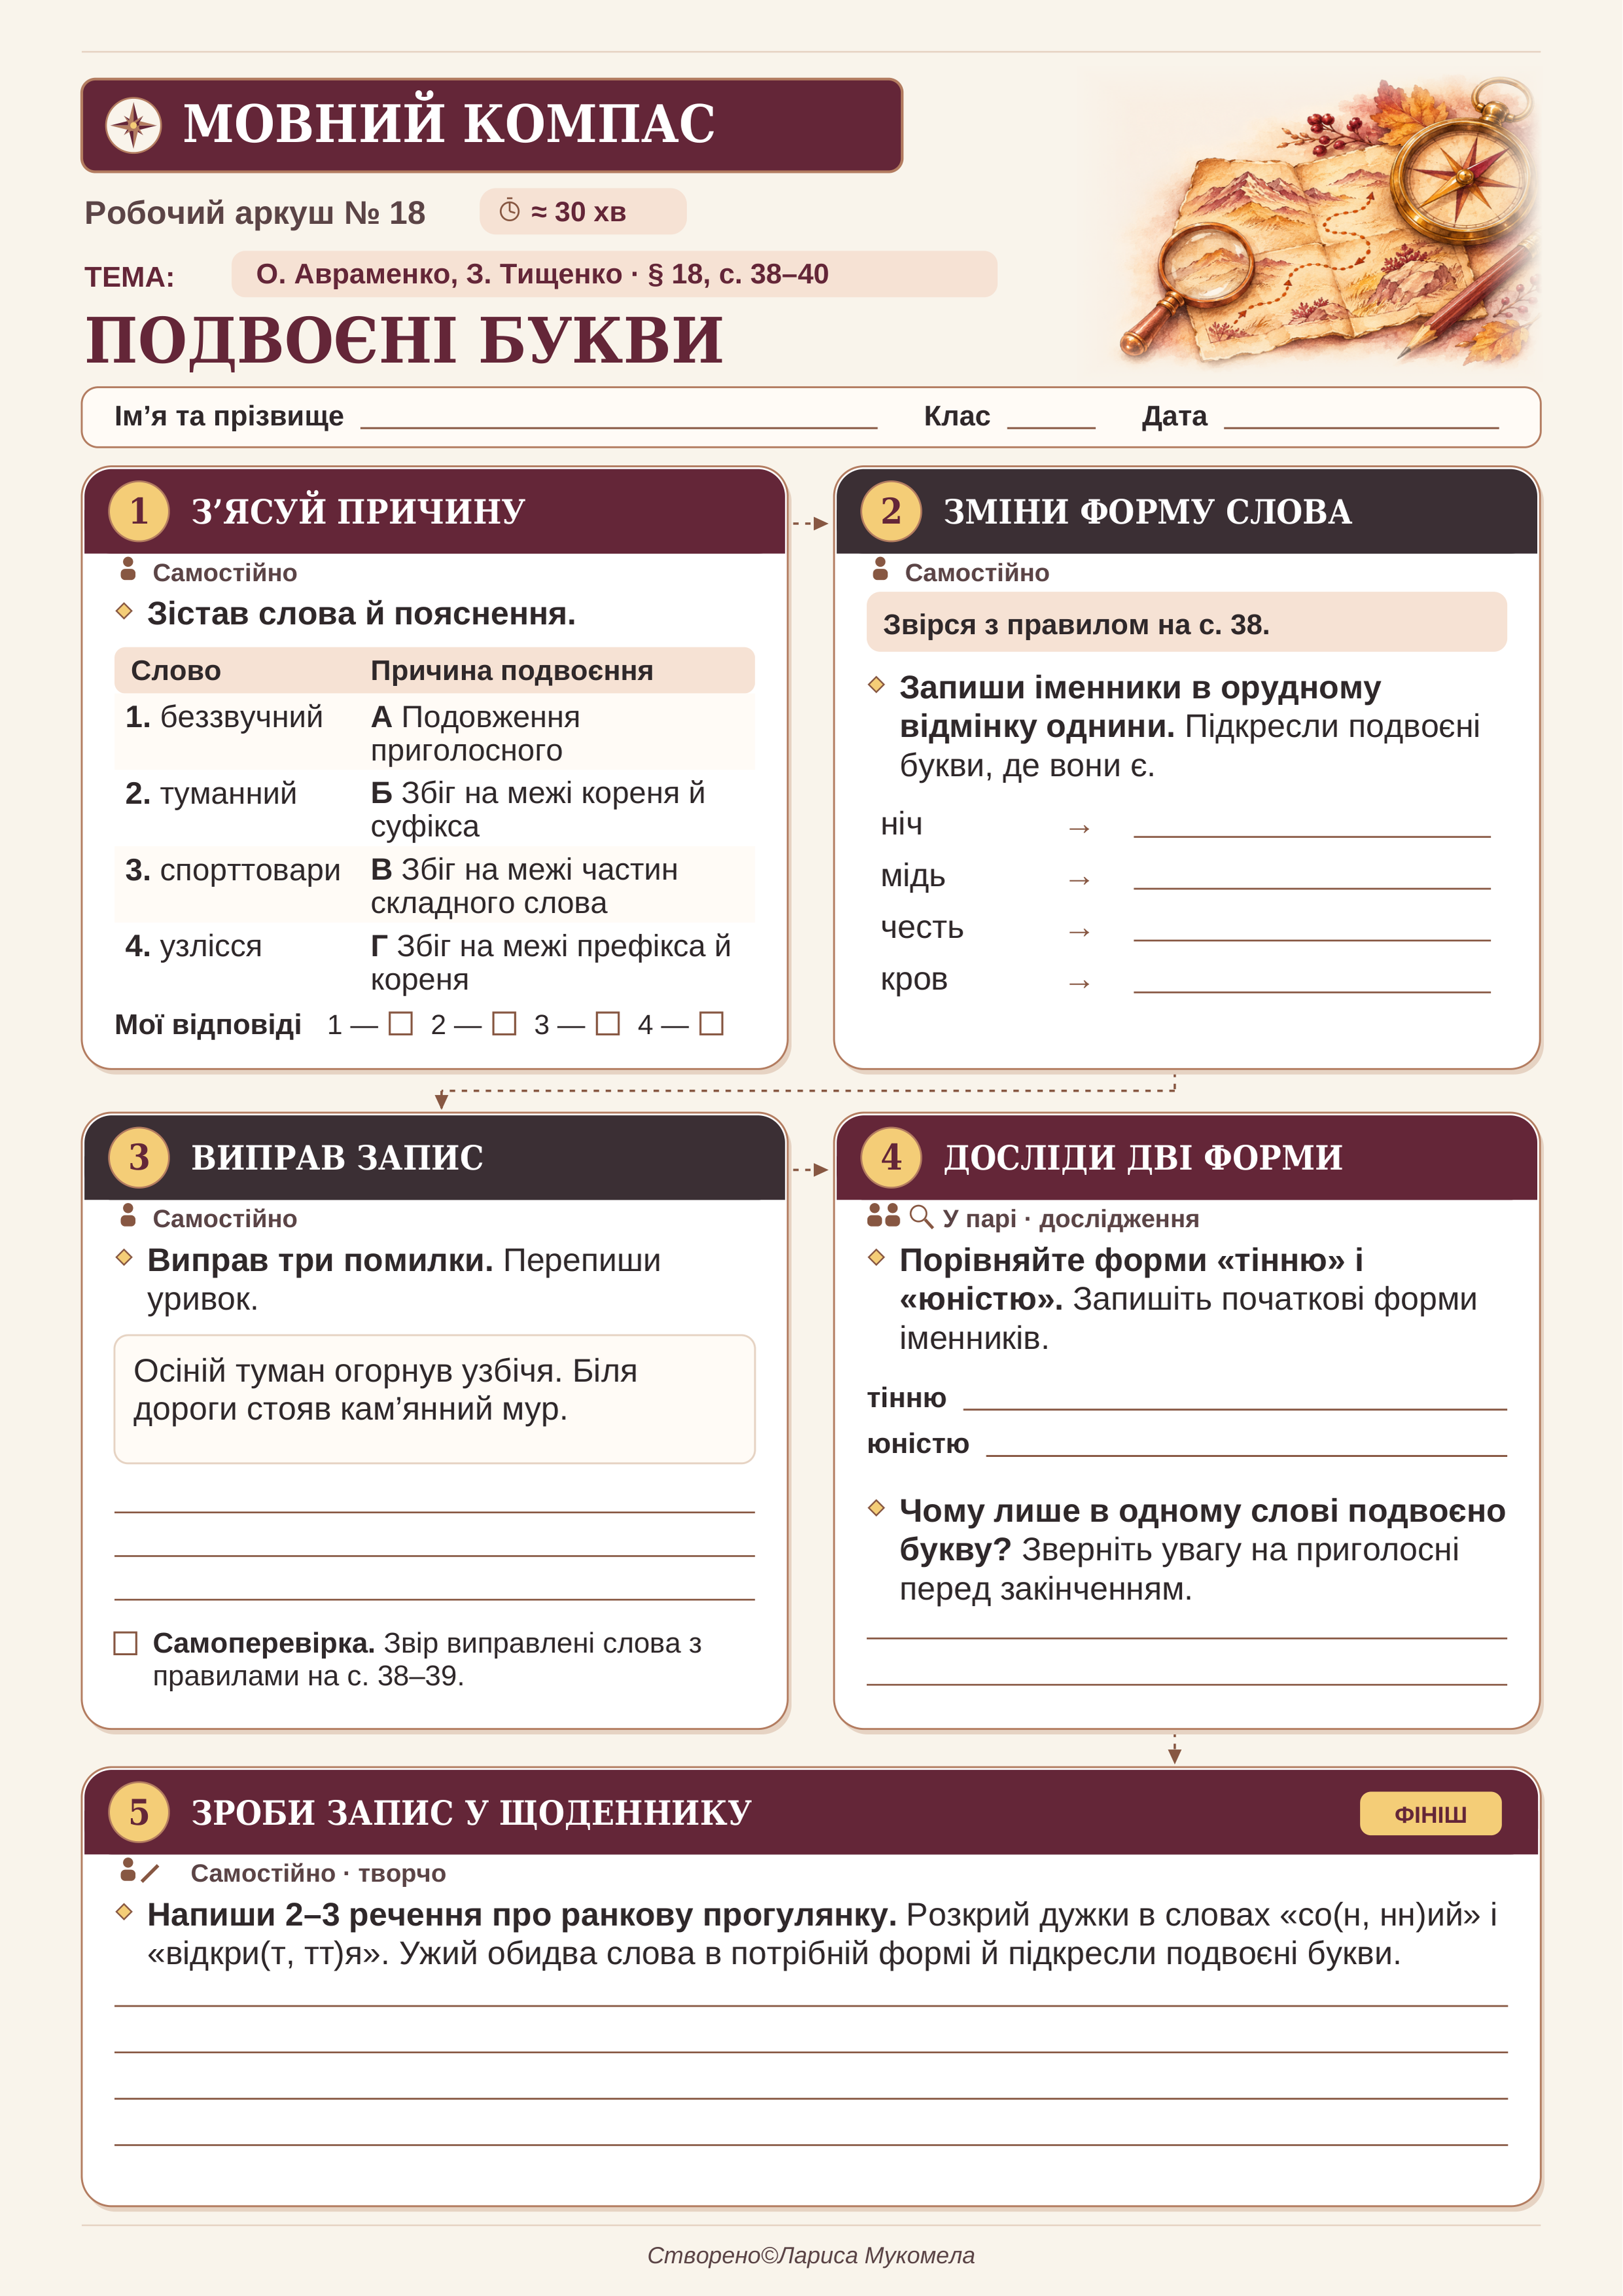 МОВНИЙ КОМПАС
Робочий аркуш № 18
≈ 30 хв
ТЕМА:
О. Авраменко, З. Тищенко · § 18, с. 38–40
ПОДВОЄНІ БУКВИ
Ім’я та прізвище
Клас
Дата
1 З’ЯСУЙ ПРИЧИНУ
Самостійно
Зістав слова й пояснення.
Слово Причина подвоєння
1. беззвучний А Подовження
приголосного
2. туманний Б Збіг на межі кореня й
суфікса
3. спорттовари В Збіг на межі частин
складного слова
4. узлісся Г Збіг на межі префікса й
кореня
Мої відповіді 1 — 2 — 3 — 4 —
2 ЗМІНИ ФОРМУ СЛОВА
Самостійно
Звірся з правилом на с. 38.
Запиши іменники в орудному
відмінку однини. Підкресли подвоєні
букви, де вони є.
ніч →
мідь →
честь →
кров →
3 ВИПРАВ ЗАПИС
Самостійно
Виправ три помилки. Перепиши
уривок.
Осіній туман огорнув узбічя. Біля
дороги стояв кам’янний мур.
Самоперевірка. Звір виправлені слова з
правилами на с. 38–39.
4 ДОСЛІДИ ДВІ ФОРМИ
У парі · дослідження
Порівняйте форми «тінню» і
«юністю». Запишіть початкові форми
іменників.
тінню
юністю
Чому лише в одному слові подвоєно
букву? Зверніть увагу на приголосні
перед закінченням.
5 ЗРОБИ ЗАПИС У ЩОДЕННИКУ
ФІНІШ
Самостійно · творчо
Напиши 2–3 речення про ранкову прогулянку. Розкрий дужки в словах «со(н, нн)ий» і
«відкри(т, тт)я». Ужий обидва слова в потрібній формі й підкресли подвоєні букви.
Створено©Лариса Мукомела